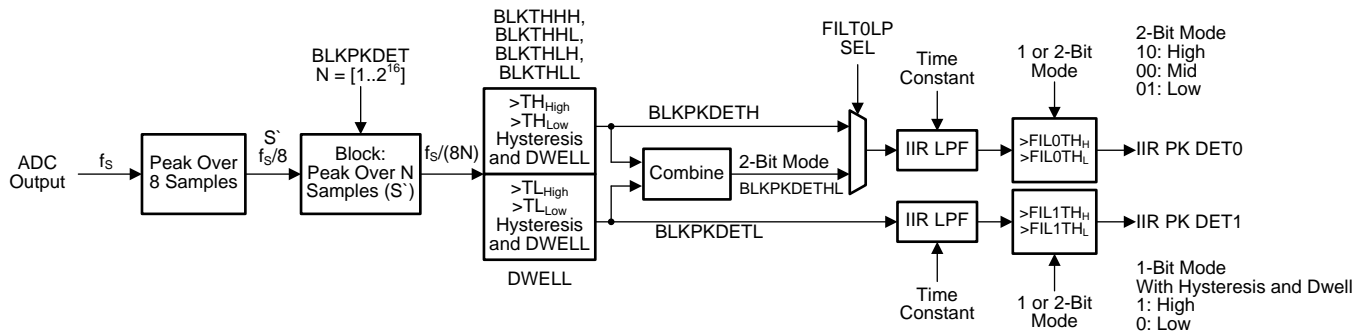 ADC
Output
fS
Peak Over
8 Samples
S`
fS/8
BLKPKDET
N = [1..2^16]
Block:
Peak Over N
Samples (S`)
fS/(8N)
BLKTHHH,
BLKTHHL,
BLKTHLH,
BLKTHLL
>THHigh
>THLow
Hysteresis
and DWELL
>TLHigh
>TLLow
Hysteresis
and DWELL
DWELL
BLKPKDETH
Combine
2-Bit Mode
BLKPKDETHL
BLKPKDETL
FILT0LP
SEL
Time
Constant
IIR LPF
IIR LPF
Time
Constant
1 or 2-Bit
Mode
>FIL0THH
>FIL0THL
>FIL1THH
>FIL1THL
1 or 2-Bit
Mode
2-Bit Mode
10: High
00: Mid
01: Low
IIR PK DET0
IIR PK DET1
1-Bit Mode
With Hysteresis and Dwell
1: High
0: Low